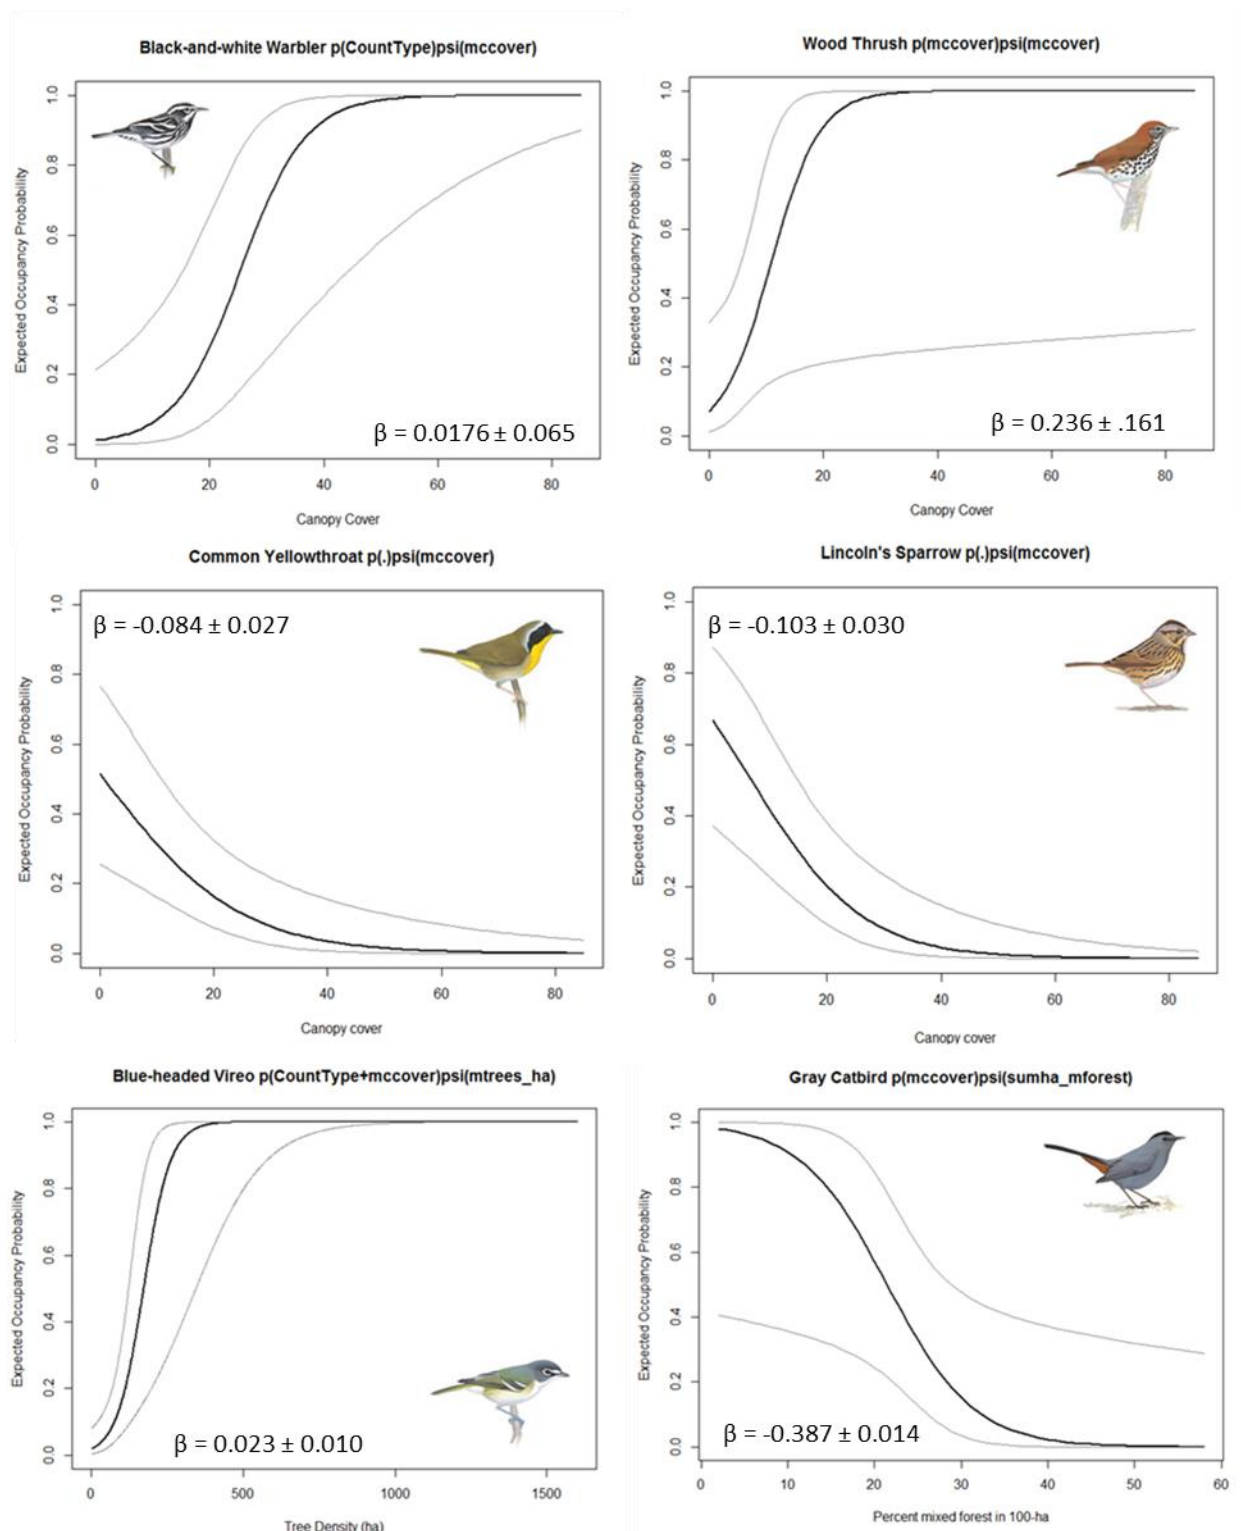 Black-and-white Warbler p(CountType)psi(mccover)
Expected Occupancy Probability
1.0
0.8
0.6
0.4
0.2
0.0
β = 0.0176 ± 0.065
0 20 40 60 80
Canopy Cover
Wood Thrush p(mccover)psi(mccover)
Expected Occupancy Probability
1.0
0.8
0.6
0.4
0.2
0.0
β = 0.236 ± .161
0 20 40 60 80
Canopy Cover
Common Yellowthroat p(.)psi(mccover)
Expected Occupancy Probability
1.0
0.8
0.6
0.4
0.2
0.0
β = -0.084 ± 0.027
0 20 40 60 80
Canopy cover
Lincoln's Sparrow p(.)psi(mccover)
Expected Occupancy Probability
1.0
0.8
0.6
0.4
0.2
0.0
β = -0.103 ± 0.030
0 20 40 60 80
Canopy cover
Blue-headed Vireo p(CountType+mccover)psi(mtrees_ha)
Expected Occupancy Probability
1.0
0.8
0.6
0.4
0.2
0.0
β = 0.023 ± 0.010
0 500 1000 1500
Tree Density (ha)
Gray Catbird p(mccover)psi(sumha_mforest)
Expected Occupancy Probability
1.0
0.8
0.6
0.4
0.2
0.0
β = -0.387 ± 0.014
0 10 20 30 40 50 60
Percent mixed forest in 100-ha